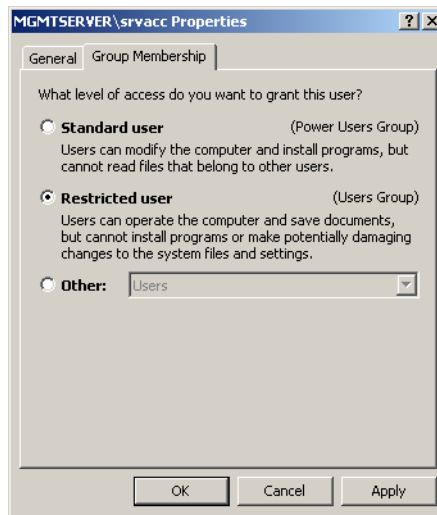 MGMTSERVER\srvacc Properties ? X
General Group Membership
What level of access do you want to grant this user?
Standard user (Power Users Group)
Users can modify the computer and install programs, but
cannot read files that belong to other users.
Restricted user (Users Group)
Users can operate the computer and save documents,
but cannot install programs or make potentially damaging
changes to the system files and settings.
Other: Users
OK Cancel Apply